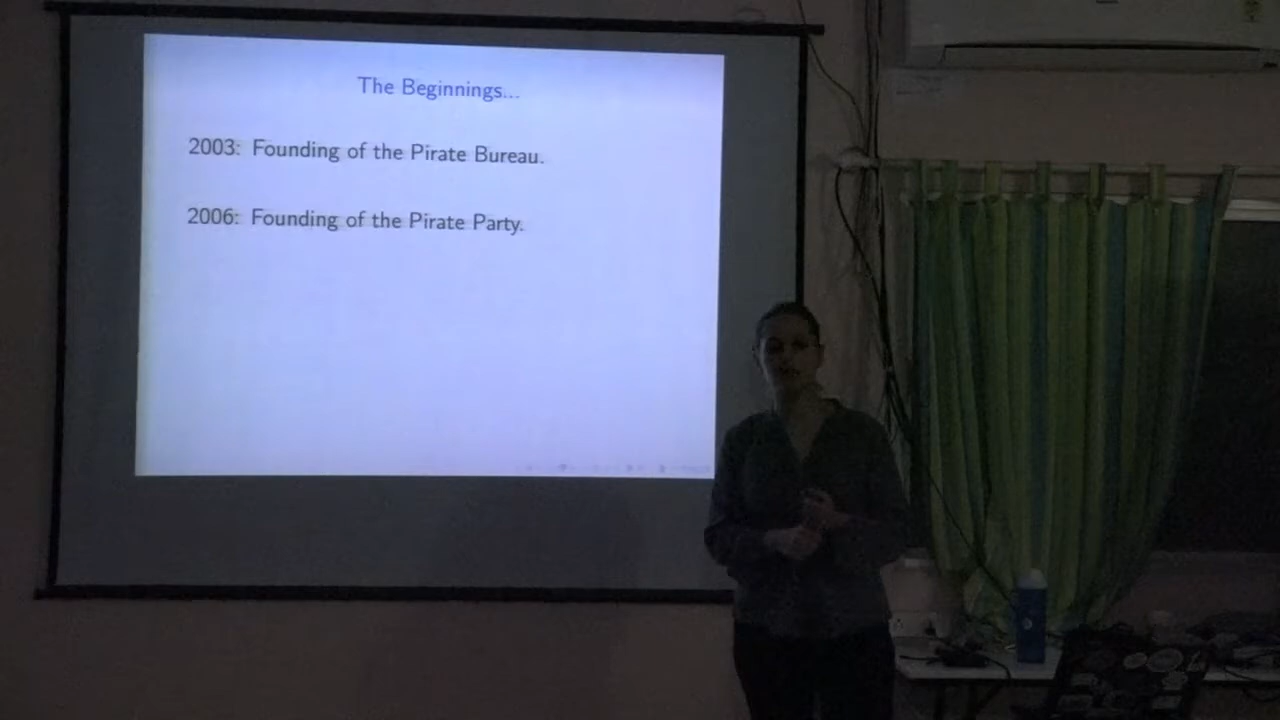 The Beginnings...
2003: Founding of the Pirate Bureau.
2006: Founding of the Pirate Party.